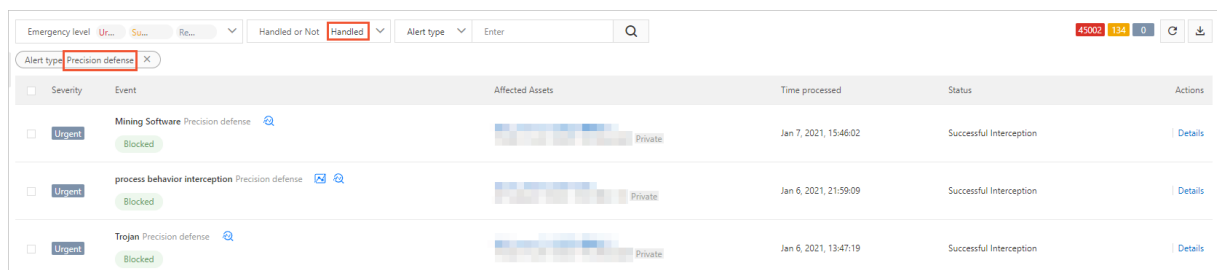 Emergency level Ur... Su... Re... Handled or Not Handled Alert type Enter 45002 134 0
Alert type Precision defense ×
Severity Event Affected Assets Time processed Status Actions
Urgent Mining Software Precision defense Private Jan 7, 2021, 15:46:02 Successful Interception Details
Blocked
Urgent process behavior interception Precision defense Private Jan 6, 2021, 21:59:09 Successful Interception Details
Blocked
Urgent Trojan Precision defense Private Jan 6, 2021, 13:47:19 Successful Interception Details
Blocked